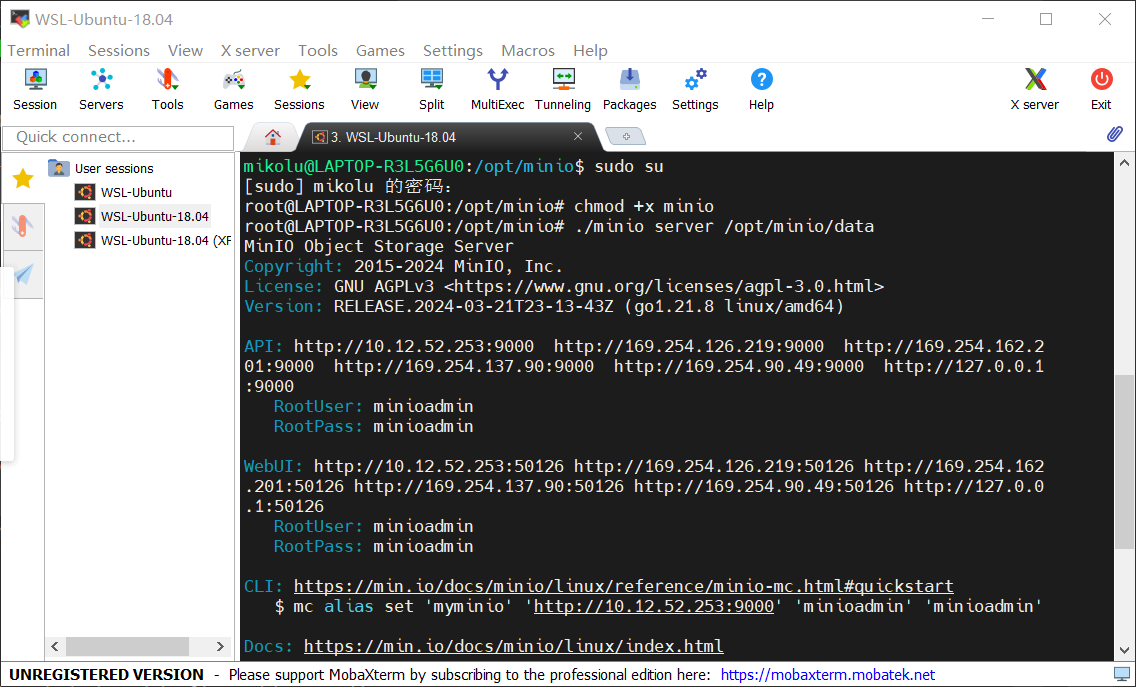 WSL-Ubuntu-18.04
Terminal Sessions View X server Tools Games Settings Macros Help
Session Servers Tools Games Sessions View Split MultiExec Tunneling Packages Settings Help X server Exit
Quick connect...
3. WSL-Ubuntu-18.04
User sessions
WSL-Ubuntu
WSL-Ubuntu-18.04
WSL-Ubuntu-18.04 (XF
mikolu@LAPTOP-R3L5G6U0:/opt/minio$ sudo su
[sudo] mikolu 的密码：
root@LAPTOP-R3L5G6U0:/opt/minio# chmod +x minio
root@LAPTOP-R3L5G6U0:/opt/minio# ./minio server /opt/minio/data
MinIO Object Storage Server
Copyright: 2015-2024 MinIO, Inc.
License: GNU AGPLv3 <https://www.gnu.org/licenses/agpl-3.0.html>
Version: RELEASE.2024-03-21T23-13-43Z (go1.21.8 linux/amd64)
API: http://10.12.52.253:9000  http://169.254.126.219:9000  http://169.254.162.2
01:9000  http://169.254.137.90:9000  http://169.254.90.49:9000  http://127.0.0.1
:9000
RootUser: minioadmin
RootPass: minioadmin
WebUI: http://10.12.52.253:50126 http://169.254.126.219:50126 http://169.254.162
.201:50126 http://169.254.137.90:50126 http://169.254.90.49:50126 http://127.0.0
.1:50126
RootUser: minioadmin
RootPass: minioadmin
CLI: https://min.io/docs/minio/linux/reference/minio-mc.html#quickstart
$ mc alias set 'myminio' 'http://10.12.52.253:9000' 'minioadmin' 'minioadmin'
Docs: https://min.io/docs/minio/linux/index.html
UNREGISTERED VERSION - Please support MobaXterm by subscribing to the professional edition here: https://mobaxterm.mobatek.net